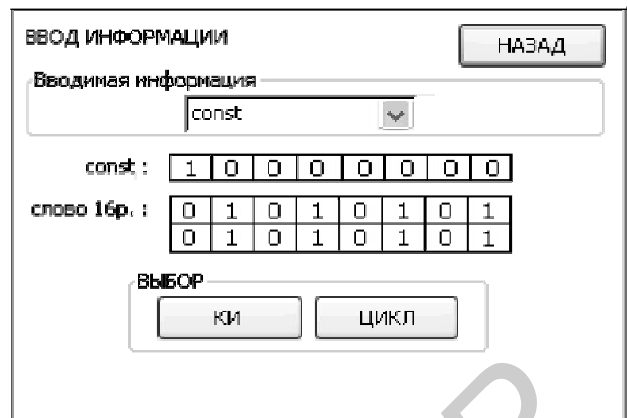 ВВОД ИНФОРМАЦИИ НАЗАД
Вводимая информация
const
const : 1 0 0 0 0 0 0 0
слово 16р. : 0 1 0 1 0 1 0 1
0 1 0 1 0 1 0 1
ВЫБОР
КИ ЦИКЛ